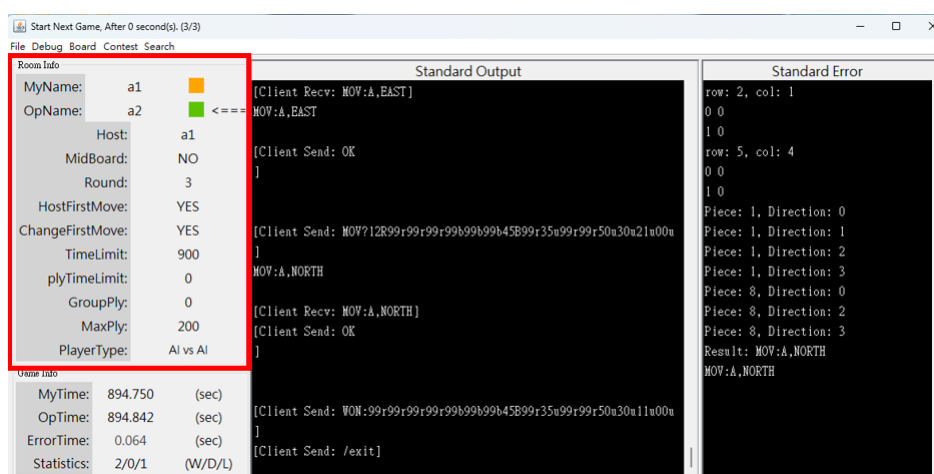 Start Next Game, After 0 second(s). (3/3)
File Debug Board Contest Search
Room Info
MyName: a1
OpName: a2 <===
Host: a1
MidBoard: NO
Round: 3
HostFirstMove: YES
ChangeFirstMove: YES
TimeLimit: 900
plyTimeLimit: 0
GroupPly: 0
MaxPly: 200
PlayerType: AI vs AI
Game Info
MyTime: 894.750 (sec)
OpTime: 894.842 (sec)
ErrorTime: 0.064 (sec)
Statistics: 2/0/1 (W/D/L)
Standard Output
[Client Recv: MOV:A,EAST]
MOV:A,EAST
[Client Send: OK
]
[Client Send: MOV?12R99r99r99r99b99b99b45B99r35u99r99r50u30u21u00u
]
MOV:A,NORTH
[Client Recv: MOV:A,NORTH]
[Client Send: OK
]
[Client Send: WON:99r99r99r99r99b99b99b45B99r35u99r99r50u30u11u00u
]
[Client Send: /exit]
Standard Error
row: 2, col: 1
0 0
1 0
row: 5, col: 4
0 0
1 0
Piece: 1, Direction: 0
Piece: 1, Direction: 1
Piece: 1, Direction: 2
Piece: 1, Direction: 3
Piece: 8, Direction: 0
Piece: 8, Direction: 2
Piece: 8, Direction: 3
Result: MOV:A,NORTH
MOV:A,NORTH